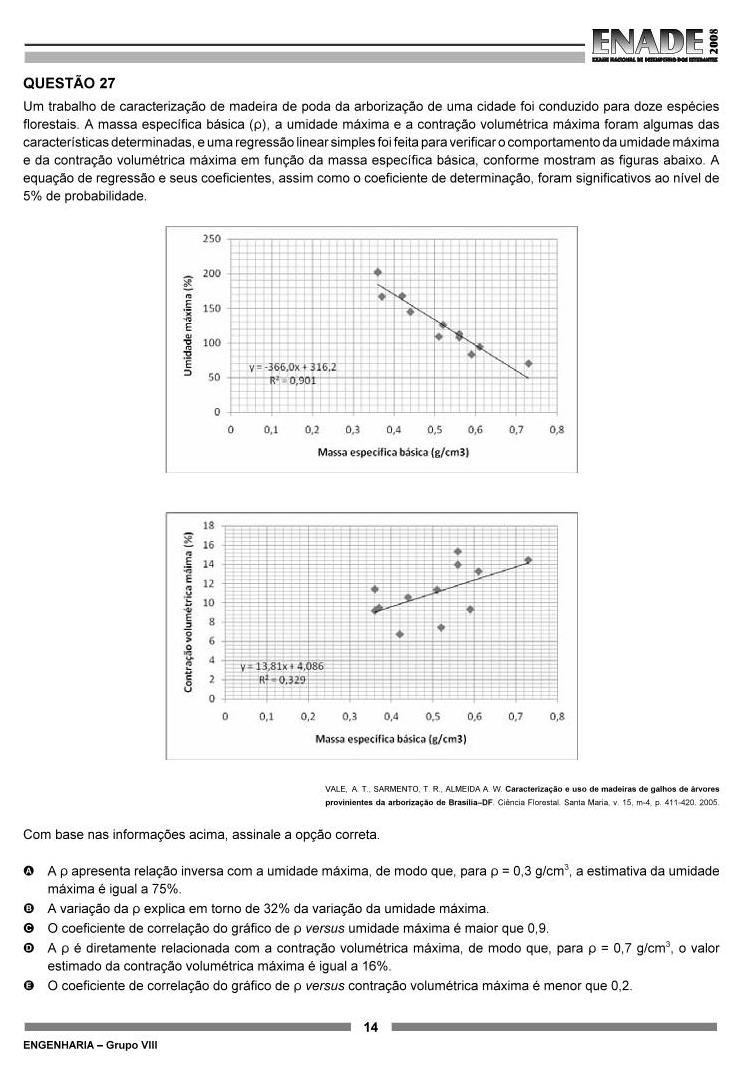 ENADE 2008
EXAME NACIONAL DE DESEMPENHO DOS ESTUDANTES
QUESTÃO 27
Um trabalho de caracterização de madeira de poda da arborização de uma cidade foi conduzido para doze espécies
florestais. A massa específica básica (ρ), a umidade máxima e a contração volumétrica máxima foram algumas das
características determinadas, e uma regressão linear simples foi feita para verificar o comportamento da umidade máxima
e da contração volumétrica máxima em função da massa específica básica, conforme mostram as figuras abaixo. A
equação de regressão e seus coeficientes, assim como o coeficiente de determinação, foram significativos ao nível de
5% de probabilidade.
Umidade máxima (%)
250
200
150
100
50
0
y = -366,0x + 316,2
R² = 0,901
0 0,1 0,2 0,3 0,4 0,5 0,6 0,7 0,8
Massa específica básica (g/cm3)
Contração volumétrica máima (%)
18
16
14
12
10
8
6
4
2
0
y = 13,81x + 4,086
R² = 0,329
0 0,1 0,2 0,3 0,4 0,5 0,6 0,7 0,8
Massa específica básica (g/cm3)
VALE, A. T., SARMENTO, T. R., ALMEIDA A. W. Caracterização e uso de madeiras de galhos de árvores
provinientes da arborização de Brasília–DF. Ciência Florestal. Santa Maria, v. 15, m-4, p. 411-420. 2005.
Com base nas informações acima, assinale a opção correta.
A A ρ apresenta relação inversa com a umidade máxima, de modo que, para ρ = 0,3 g/cm³, a estimativa da umidade
máxima é igual a 75%.
B A variação da ρ explica em torno de 32% da variação da umidade máxima.
C O coeficiente de correlação do gráfico de ρ versus umidade máxima é maior que 0,9.
D A ρ é diretamente relacionada com a contração volumétrica máxima, de modo que, para ρ = 0,7 g/cm³, o valor
estimado da contração volumétrica máxima é igual a 16%.
E O coeficiente de correlação do gráfico de ρ versus contração volumétrica máxima é menor que 0,2.
14
ENGENHARIA – Grupo VIII